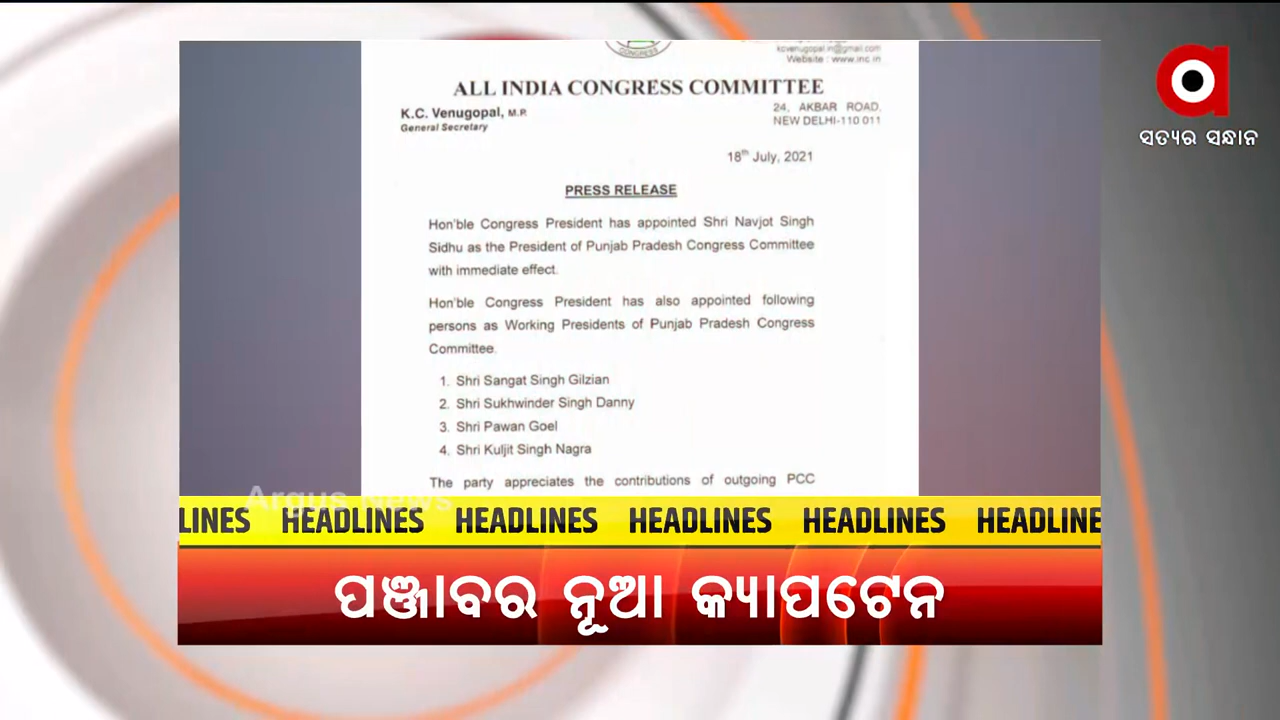 CONGRESS
kcvenugopal.in@gmail.com
Website : www.inc.in
ALL INDIA CONGRESS COMMITTEE
K.C. Venugopal, M.P.
General Secretary
24, AKBAR ROAD,
NEW DELHI-110 011
18th July, 2021
PRESS RELEASE
Hon'ble Congress President has appointed Shri Navjot Singh
Sidhu as the President of Punjab Pradesh Congress Committee
with immediate effect.
Hon'ble Congress President has also appointed following
persons as Working Presidents of Punjab Pradesh Congress
Committee.
1. Shri Sangat Singh Gilzian
2. Shri Sukhwinder Singh Danny
3. Shri Pawan Goel
4. Shri Kuljit Singh Nagra
The party appreciates the contributions of outgoing PCC
ସତ୍ୟର ସନ୍ଧାନ
Argus News
LINES HEADLINES HEADLINES HEADLINES HEADLINES HEADLINE
ପଞ୍ଜାବର ନୂଆ କ୍ୟାପଟେନ